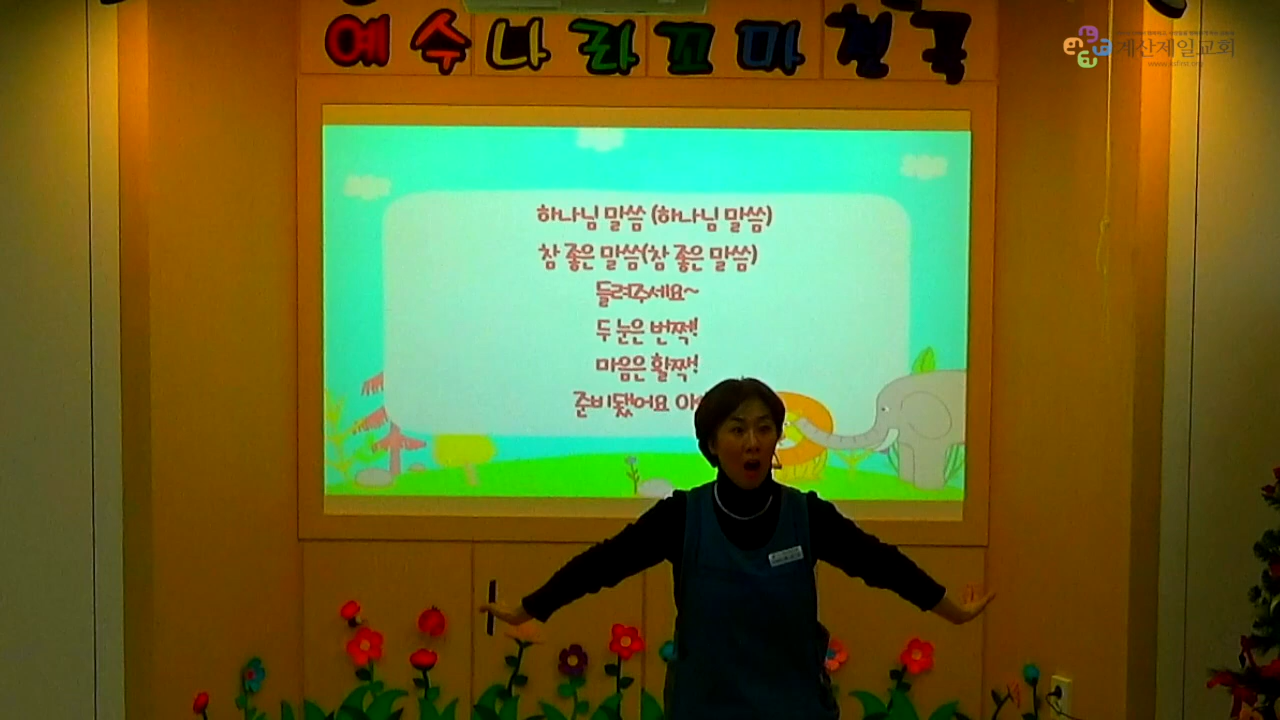 예수나라꼬마천국
계산제일교회
하나님 말씀 (하나님 말씀)
참 좋은 말씀(참 좋은 말씀)
들려주세요~
두 눈은 번쩍!
마음은 활짝!
준비됐어요